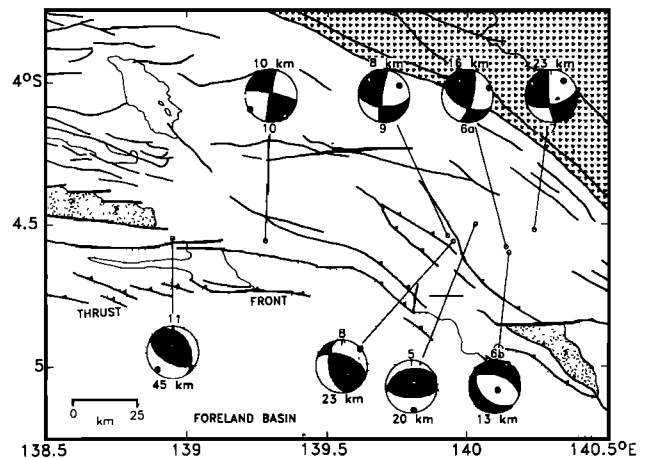 10 km
8 km
16 km
23 km
4°S
10
9
6a
7
4.5
THRUST
FRONT
11
45 km
8
23 km
5
20 km
6b
13 km
5
0
25
km
FORELAND BASIN
138.5
139
139.5
140
140.5
°E